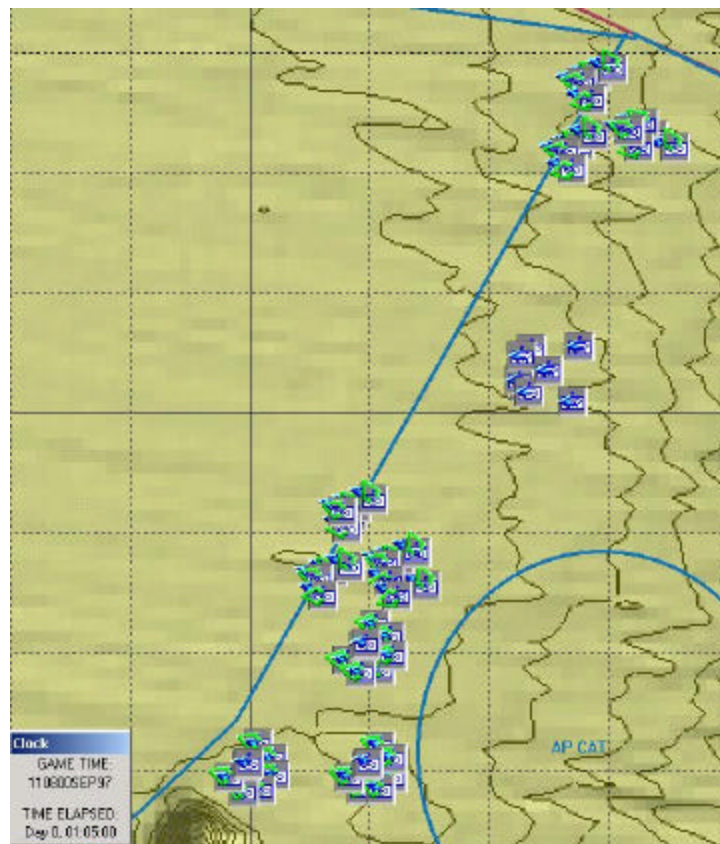 AP CAT
Clock
GAME TIME:
110800SEP97
TIME ELAPSED:
Day 0, 01:05:00